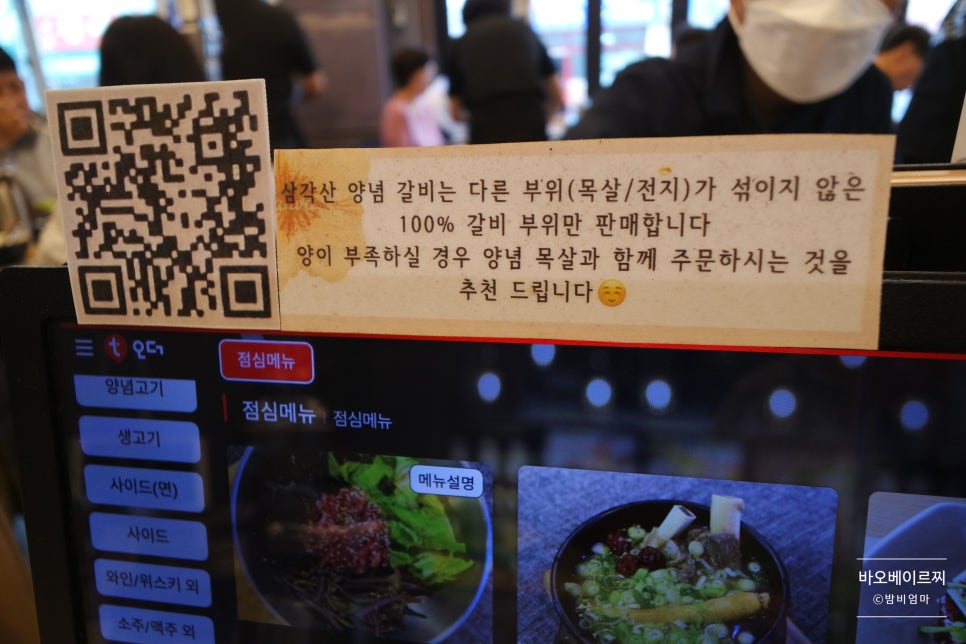 삼각산 양념 갈비는 다른 부위(목살/전지)가 섞이지 않은
100% 갈비 부위만 판매합니다
양이 부족하실 경우 양념 목살과 함께 주문하시는 것을
추천 드립니다☺️
t 오더
점심메뉴
양념고기
점심메뉴 | 점심메뉴
생고기
메뉴설명
사이드(면)
사이드
와인/위스키 외
소주/맥주 외
바오베이르찌
©밤비엄마